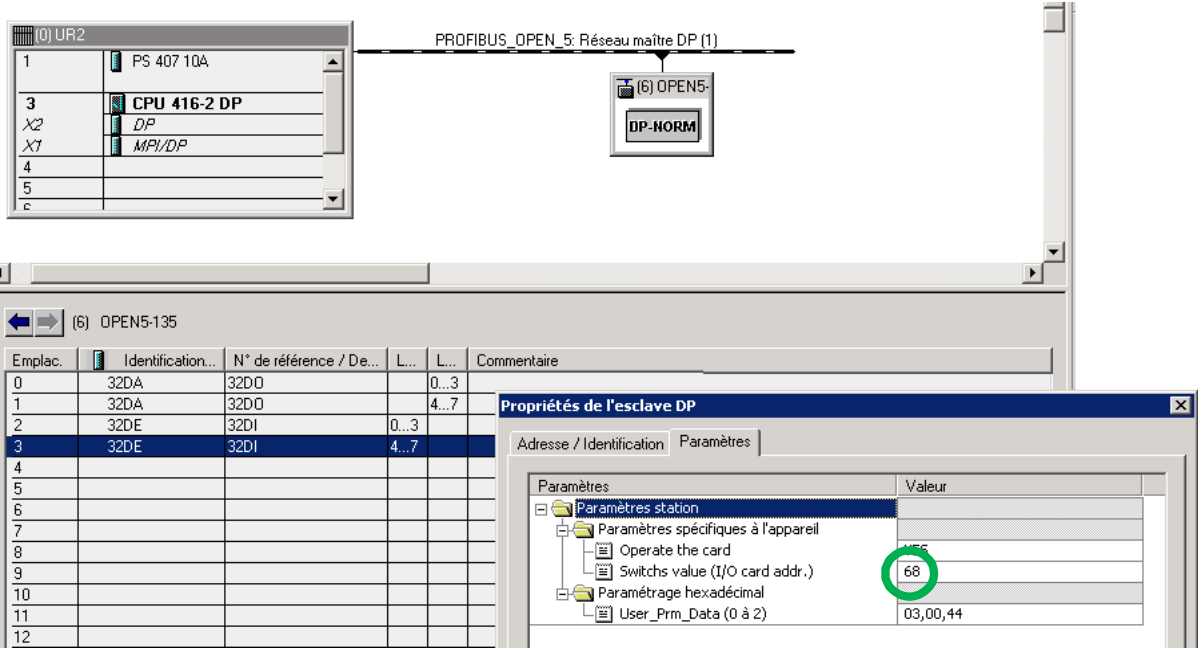 (0) UR2
1 PS 407 10A
3 CPU 416-2 DP
X2 DP
X1 MPI/DP
4
5
PROFIBUS_OPEN_5: Réseau maître DP (1)
(6) OPEN5-
DP-NORM
(6) OPEN5-135
Emplac. Identification... N° de référence / De... L... L... Commentaire
0 32DA 32DO 0...3
1 32DA 32DO 4...7
2 32DE 32DI 0...3
3 32DE 32DI 4...7
4
5
6
7
8
9
10
11
12
Propriétés de l'esclave DP
Adresse / Identification Paramètres
Paramètres Valeur
Paramètres station
Paramètres spécifiques à l'appareil
Operate the card
Switchs value (I/O card addr.) 68
Paramétrage hexadécimal
User_Prm_Data (0 à 2) 03,00,44